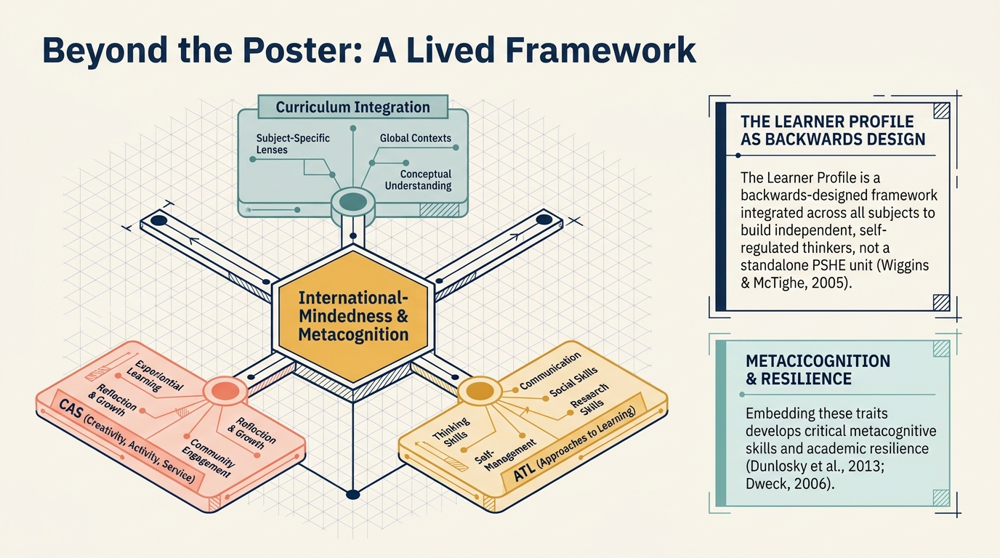 Beyond the Poster: A Lived Framework
Curriculum Integration
Subject-Specific
Lenses
Global Contexts
Conceptual
Understanding
International-
Mindedness &
Metacognition
Experiential
Learning
Reflection
& Growth
CAS (Creativity, Activity, Service)
Reflection
& Growth
Community
Engagement
Communication
Social Skills
Research
Skills
Thinking
Skills
Self-
Management
ATL (Approaches to Learning)
THE LEARNER PROFILE
AS BACKWARDS DESIGN
The Learner Profile is a
backwards-designed framework
integrated across all subjects to
build independent, self-
regulated thinkers, not a
standalone PSHE unit (Wiggins
& McTighe, 2005).
METACICOGNITION
& RESILIENCE
Embedding these traits
develops critical metacognitive
skills and academic resilience
(Dunlosky et al., 2013;
Dweck, 2006).